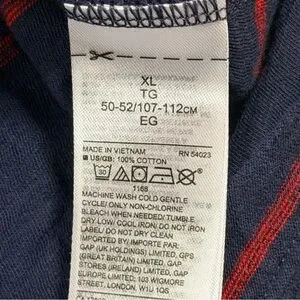 XL
TG
50-52/107-112CM
EG
MADE IN VIETNAM RN 54023
US/GB: 100% COTTON
30
1166
MACHINE WASH COLD GENTLE
CYCLE/ ONLY NON-CHLORINE
BLEACH WHEN NEEDED/ TUMBLE
DRY LOW/ COOL IRON/ DO NOT IRON
LABEL/ DO NOT DRY CLEAN
IMPORTED BY/ IMPORTE PAR:
GAP (UK HOLDINGS) LIMITED, GPS
(GREAT BRITAIN) LIMITED, GAP
STORES (IRELAND) LIMITED, GAP
EUROPE LIMITED; 103 WIGMORE
STREET, LONDON, W1U 1QS